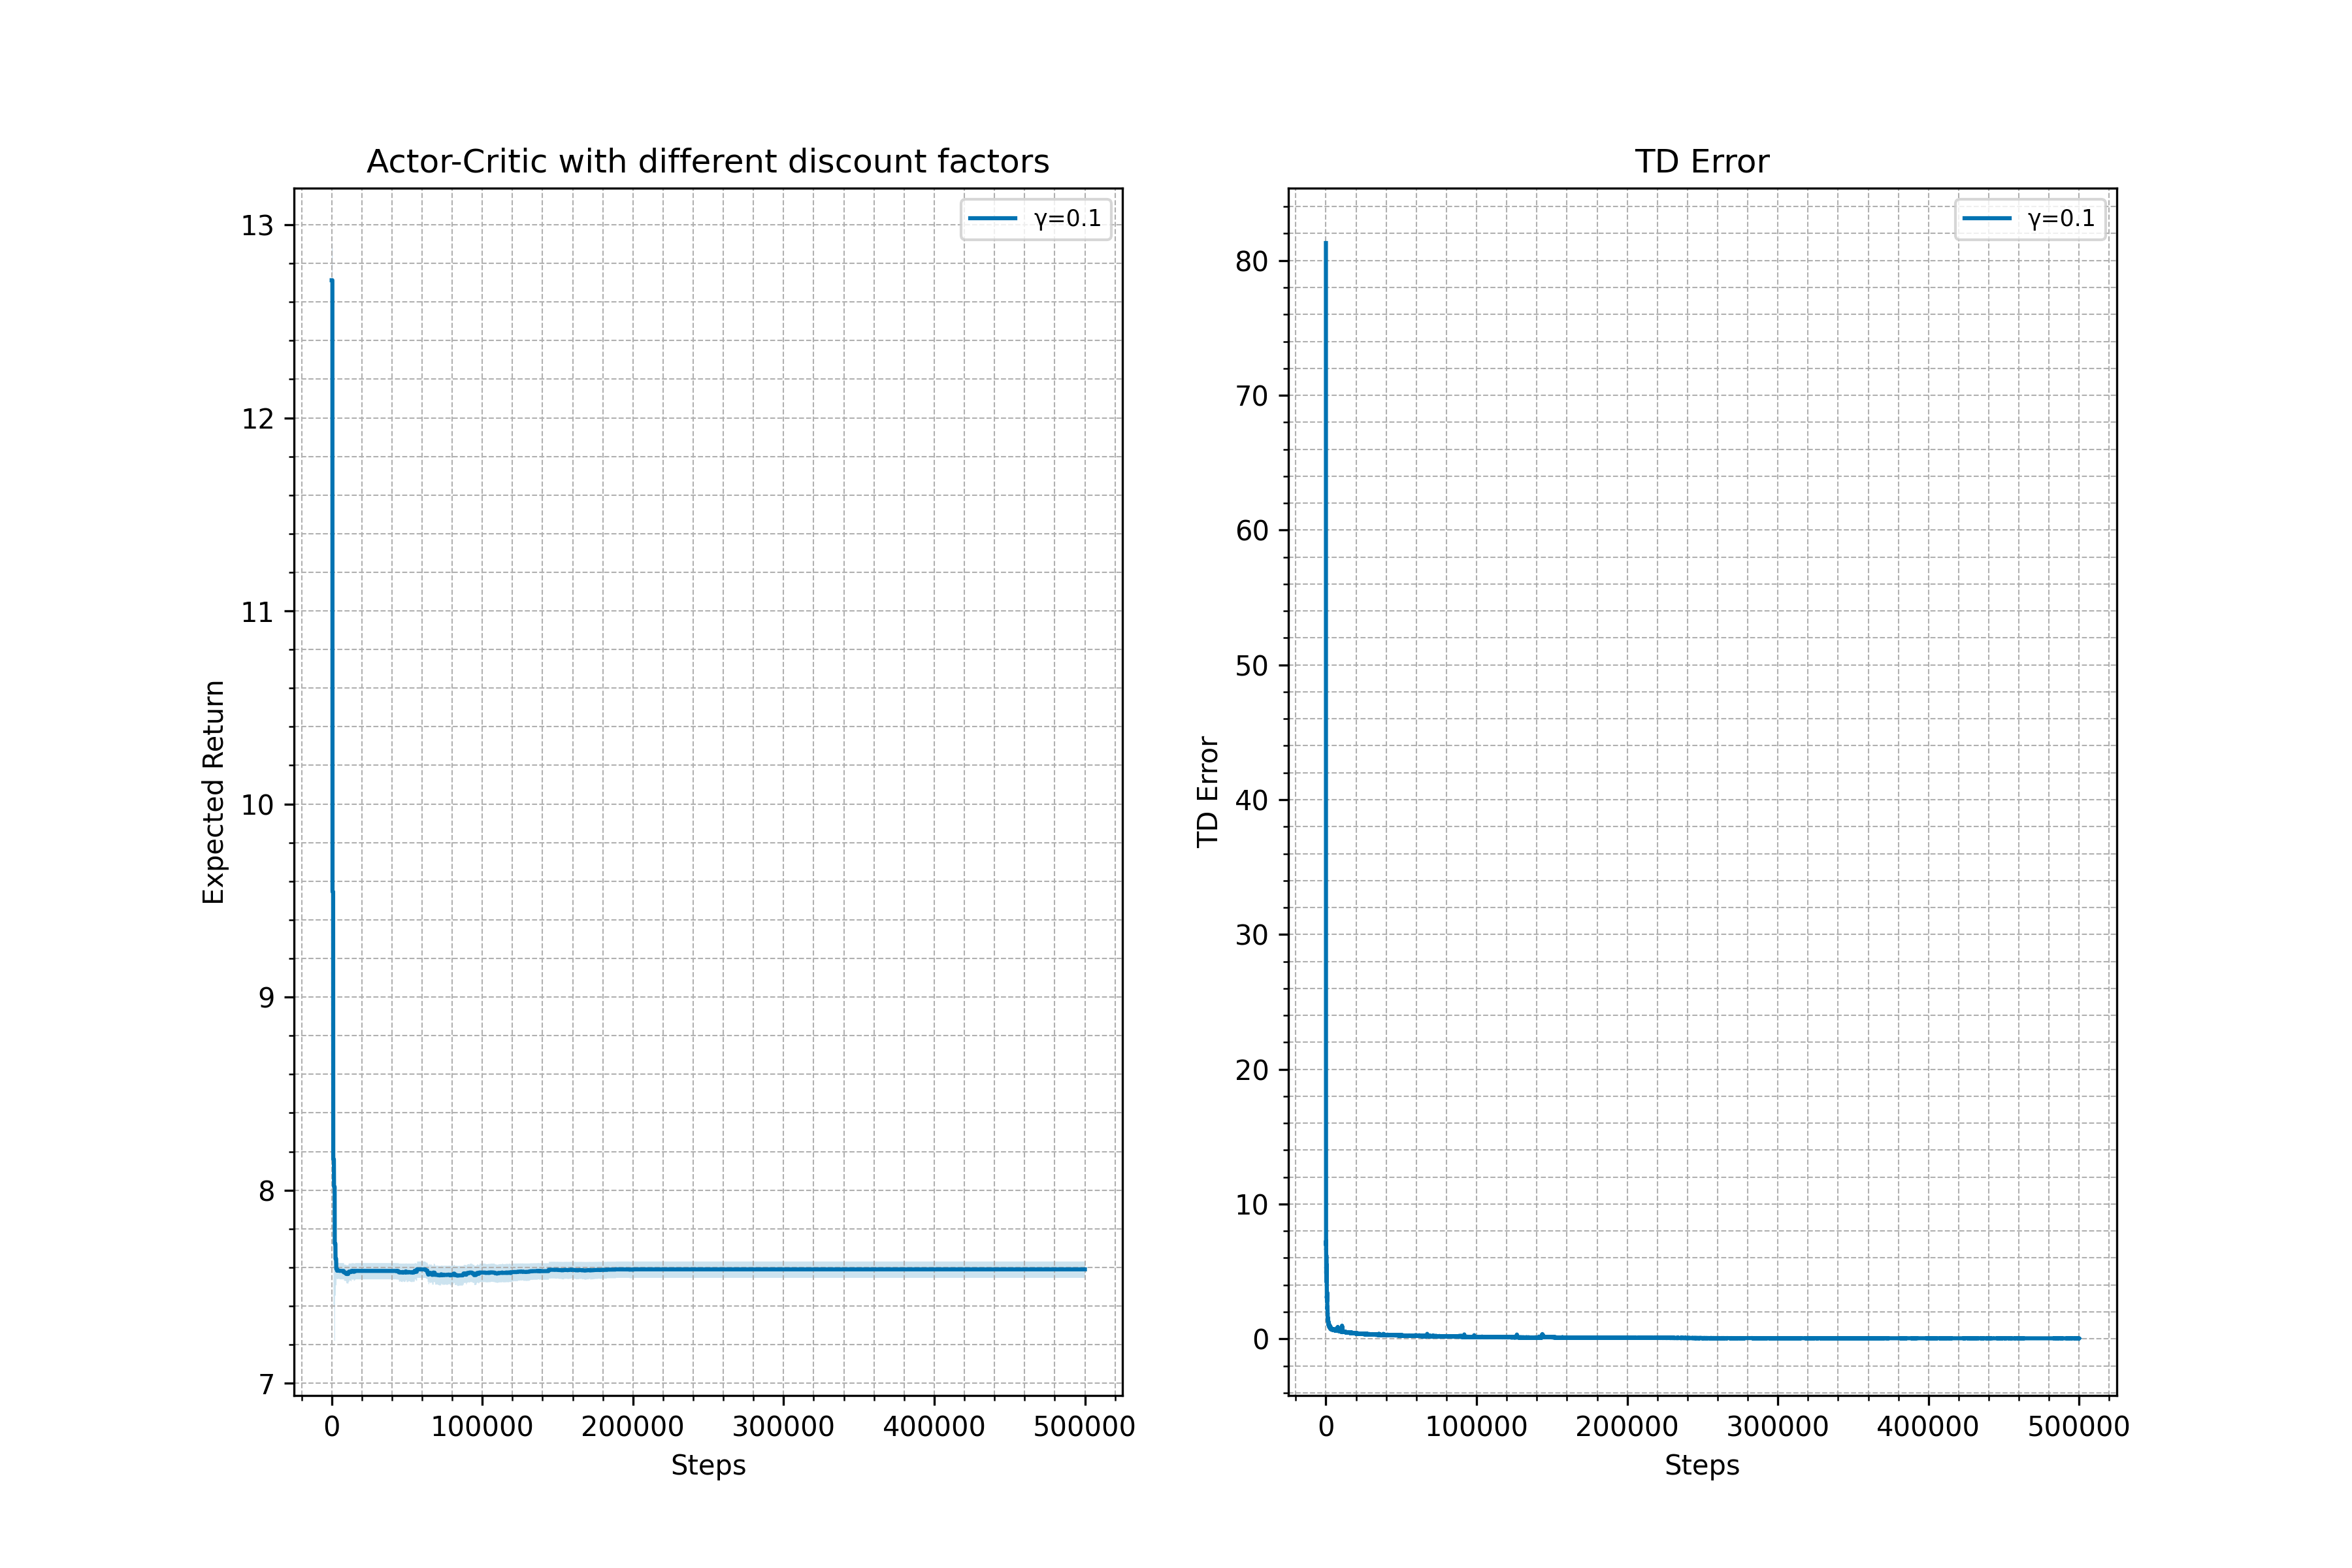 Actor-Critic with different discount factors
γ=0.1
13
12
11
10
9
8
7
Expected Return
0 100000 200000 300000 400000 500000
Steps
TD Error
γ=0.1
80
70
60
50
40
30
20
10
0
TD Error
0 100000 200000 300000 400000 500000
Steps